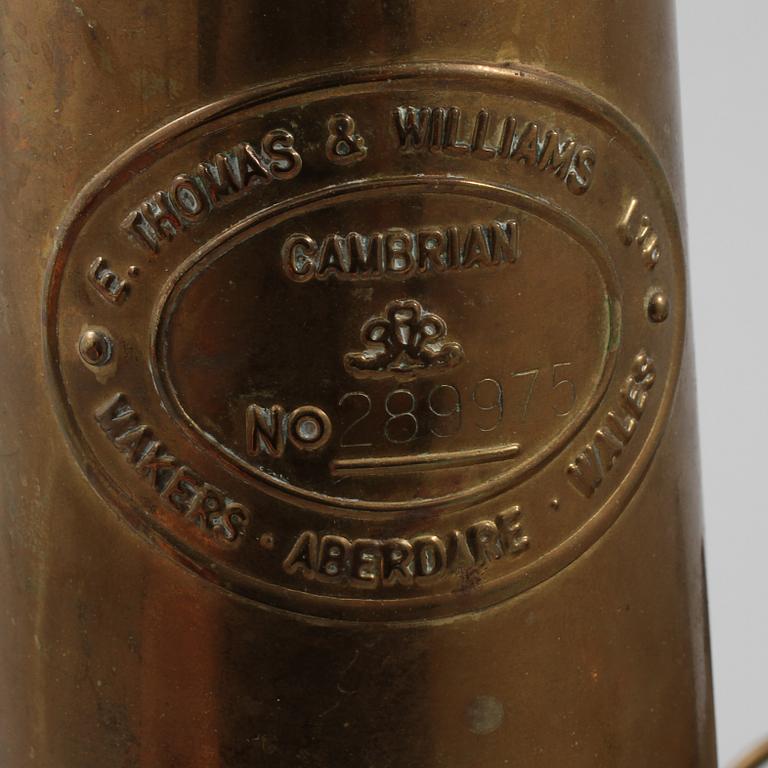 E. THOMAS & WILLIAMS LTD
CAMBRIAN
NO 289975
MAKERS · ABERDARE · WALES